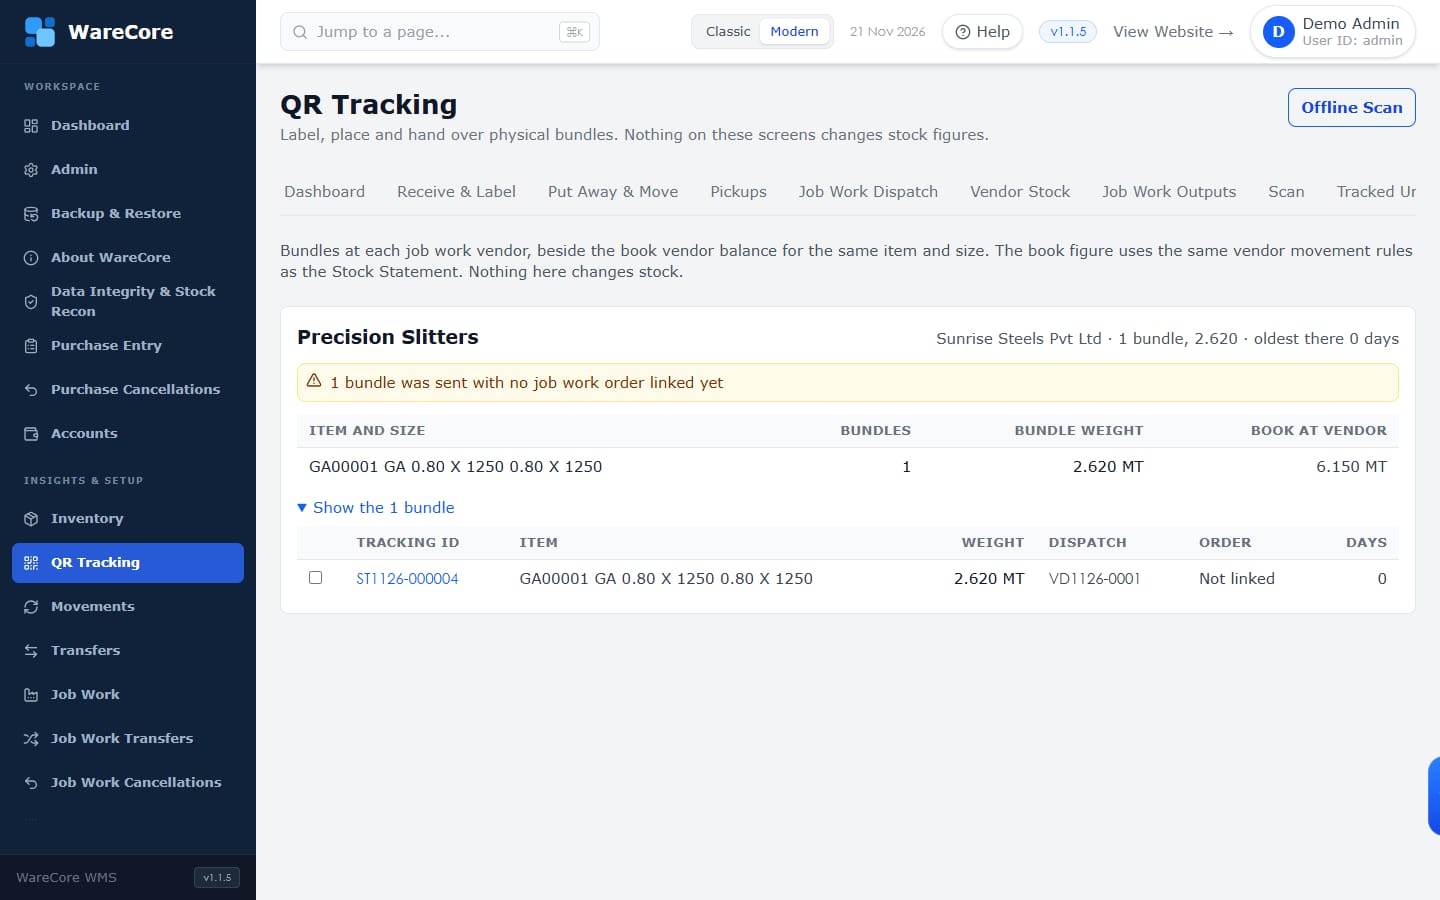 WareCore
WORKSPACE
Dashboard
Admin
Backup & Restore
About WareCore
Data Integrity & Stock
Recon
Purchase Entry
Purchase Cancellations
Accounts
INSIGHTS & SETUP
Inventory
QR Tracking
Movements
Transfers
Job Work
Job Work Transfers
Job Work Cancellations
WareCore WMS
v1.1.5
Jump to a page...
⌘K
Classic
Modern
21 Nov 2026
Help
v1.1.5
View Website →
D
Demo Admin
User ID: admin
QR Tracking
Label, place and hand over physical bundles. Nothing on these screens changes stock figures.
Offline Scan
Dashboard
Receive & Label
Put Away & Move
Pickups
Job Work Dispatch
Vendor Stock
Job Work Outputs
Scan
Tracked Ur
Bundles at each job work vendor, beside the book vendor balance for the same item and size. The book figure uses the same vendor movement rules
as the Stock Statement. Nothing here changes stock.
Precision Slitters
Sunrise Steels Pvt Ltd · 1 bundle, 2.620 · oldest there 0 days
1 bundle was sent with no job work order linked yet
ITEM AND SIZE BUNDLES BUNDLE WEIGHT BOOK AT VENDOR
GA00001 GA 0.80 X 1250 0.80 X 1250 1 2.620 MT 6.150 MT
▼ Show the 1 bundle
TRACKING ID ITEM WEIGHT DISPATCH ORDER DAYS
ST1126-000004 GA00001 GA 0.80 X 1250 0.80 X 1250 2.620 MT VD1126-0001 Not linked 0